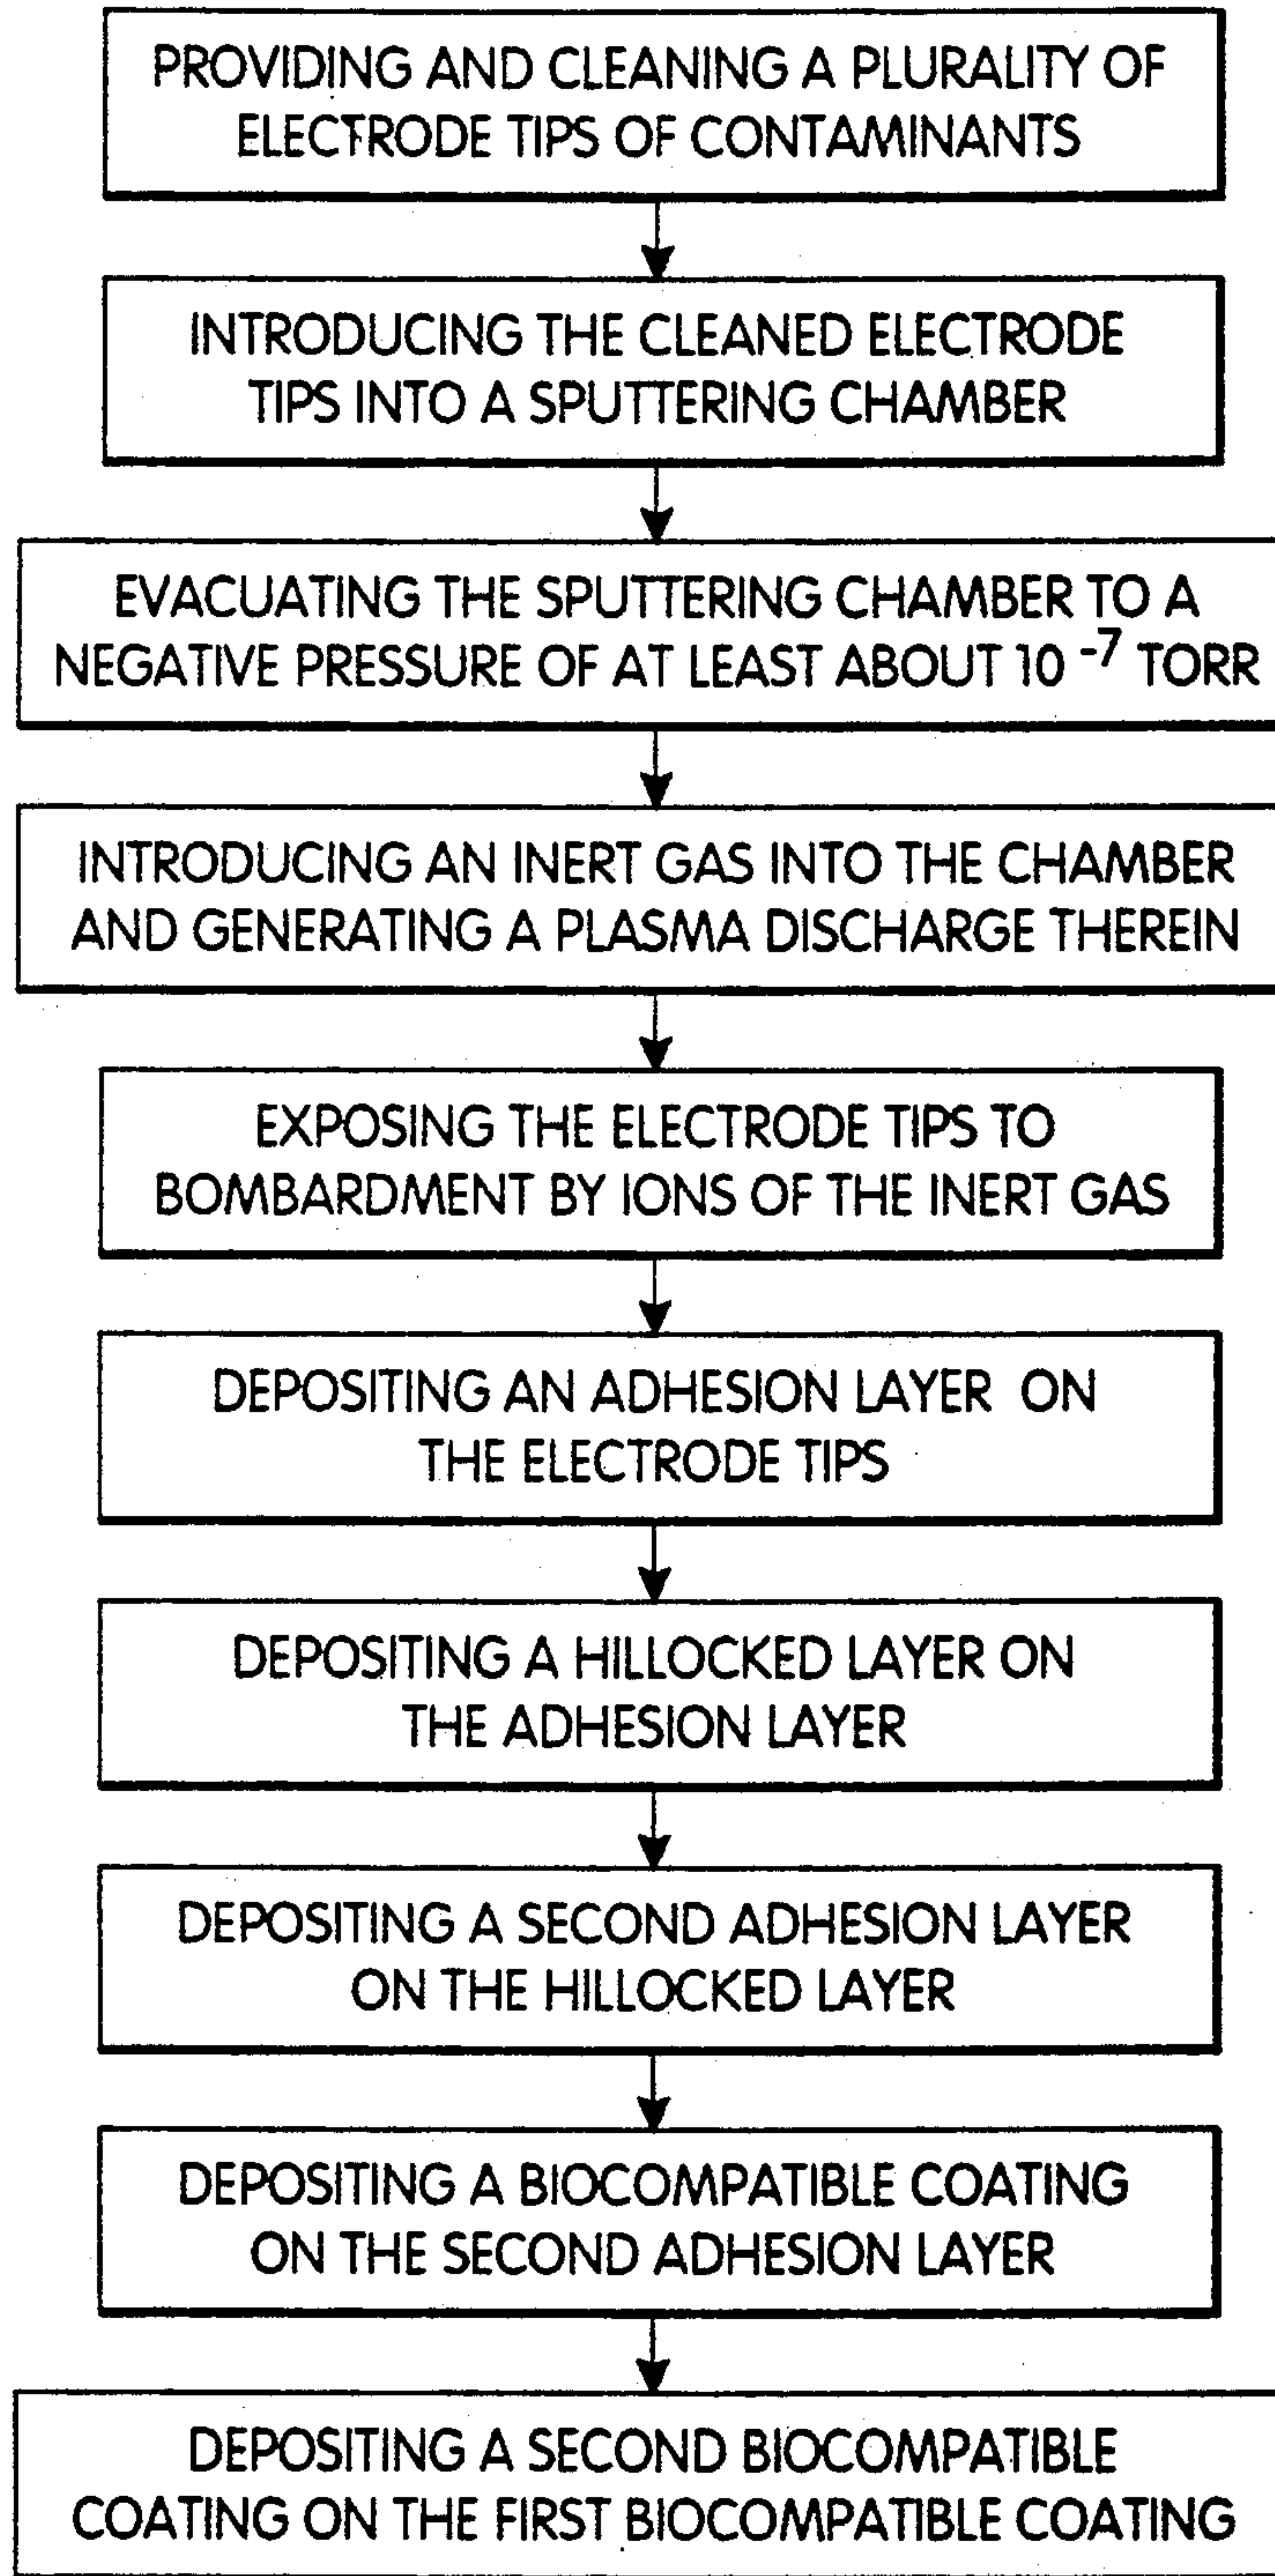 PROVIDING AND CLEANING A PLURALITY OF
ELECTRODE TIPS OF CONTAMINANTS
INTRODUCING THE CLEANED ELECTRODE
TIPS INTO A SPUTTERING CHAMBER
EVACUATING THE SPUTTERING CHAMBER TO A
NEGATIVE PRESSURE OF AT LEAST ABOUT 10⁻⁷ TORR
INTRODUCING AN INERT GAS INTO THE CHAMBER
AND GENERATING A PLASMA DISCHARGE THEREIN
EXPOSING THE ELECTRODE TIPS TO
BOMBARDMENT BY IONS OF THE INERT GAS
DEPOSITING AN ADHESION LAYER ON
THE ELECTRODE TIPS
DEPOSITING A HILLOCKED LAYER ON
THE ADHESION LAYER
DEPOSITING A SECOND ADHESION LAYER
ON THE HILLOCKED LAYER
DEPOSITING A BIOCOMPATIBLE COATING
ON THE SECOND ADHESION LAYER
DEPOSITING A SECOND BIOCOMPATIBLE
COATING ON THE FIRST BIOCOMPATIBLE COATING